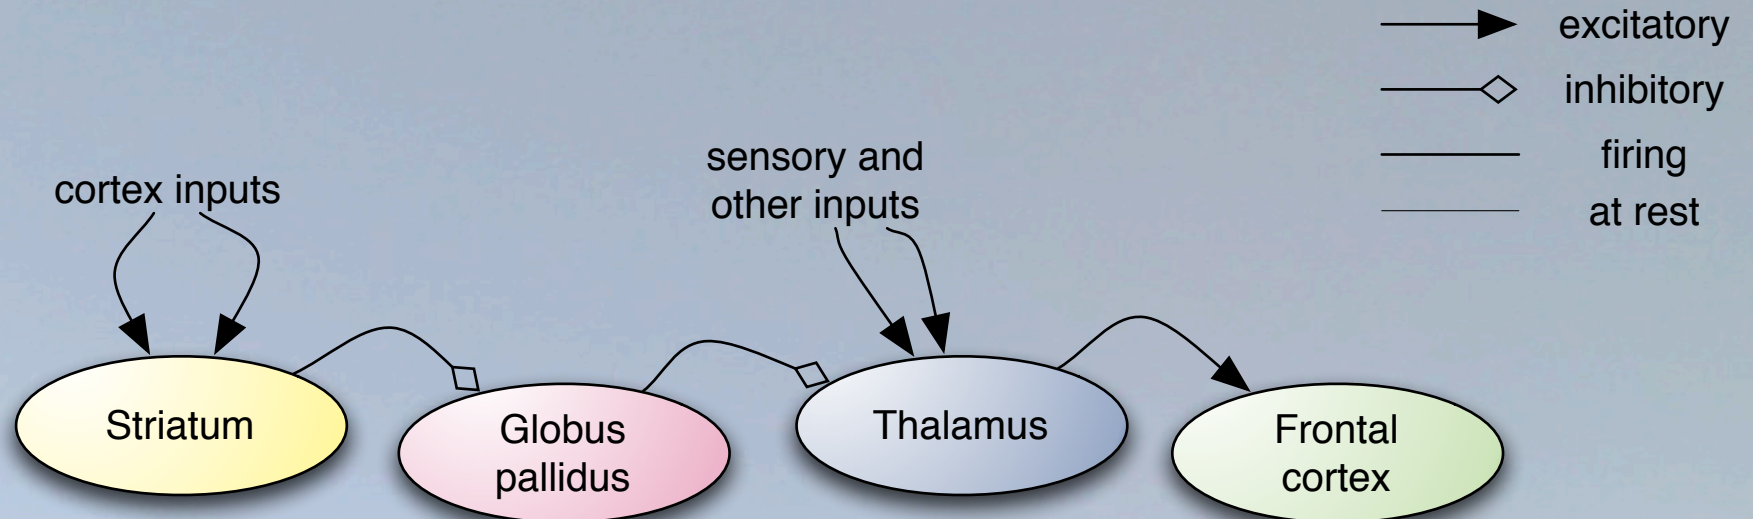 excitatory
inhibitory
firing
at rest
cortex inputs
sensory and
other inputs
Striatum
Globus
pallidus
Thalamus
Frontal
cortex